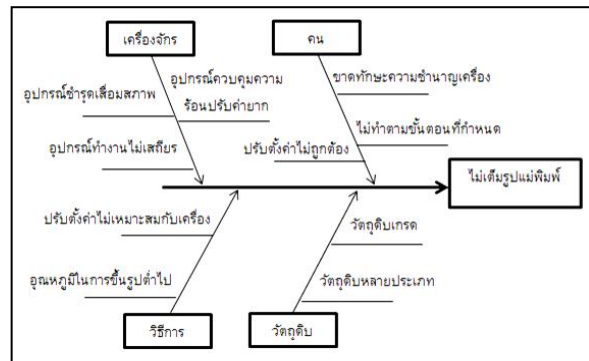 เครื่องจักร
คน
อุปกรณ์ชำรุดเสื่อมสภาพ
อุปกรณ์ควบคุมความ
ร้อนปรับค่ายาก
อุปกรณ์ทำงานไม่เสถียร
ขาดทักษะความชำนาญเครื่อง
ไม่ทำตามขั้นตอนที่กำหนด
ปรับตั้งค่าไม่ถูกต้อง
ไม่เต็มรูปแม่พิมพ์
ปรับตั้งค่าไม่เหมาะสมกับเครื่อง
อุณหภูมิในการขึ้นรูปต่ำไป
วัตถุดิบเกรด
วัตถุดิบหลายประเภท
วิธีการ
วัตถุดิบ